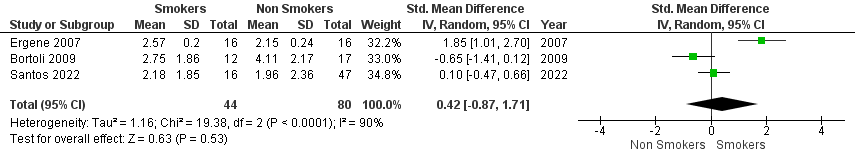 Smokers Non Smokers Std. Mean Difference Std. Mean Difference
Study or Subgroup Mean SD Total Mean SD Total Weight IV, Random, 95% CI Year IV, Random, 95% CI
Ergene 2007 2.57 0.2 16 2.15 0.24 16 32.2% 1.85 [1.01, 2.70] 2007
Bortoli 2009 2.75 1.86 12 4.11 2.17 17 33.0% -0.65 [-1.41, 0.12] 2009
Santos 2022 2.18 1.85 16 1.96 2.36 47 34.8% 0.10 [-0.47, 0.66] 2022
Total (95% CI) 44 80 100.0% 0.42 [-0.87, 1.71]
Heterogeneity: Tau² = 1.16; Chi² = 19.38, df = 2 (P < 0.0001); I² = 90%
Test for overall effect: Z = 0.63 (P = 0.53)
-4 -2 0 2 4
Non Smokers Smokers